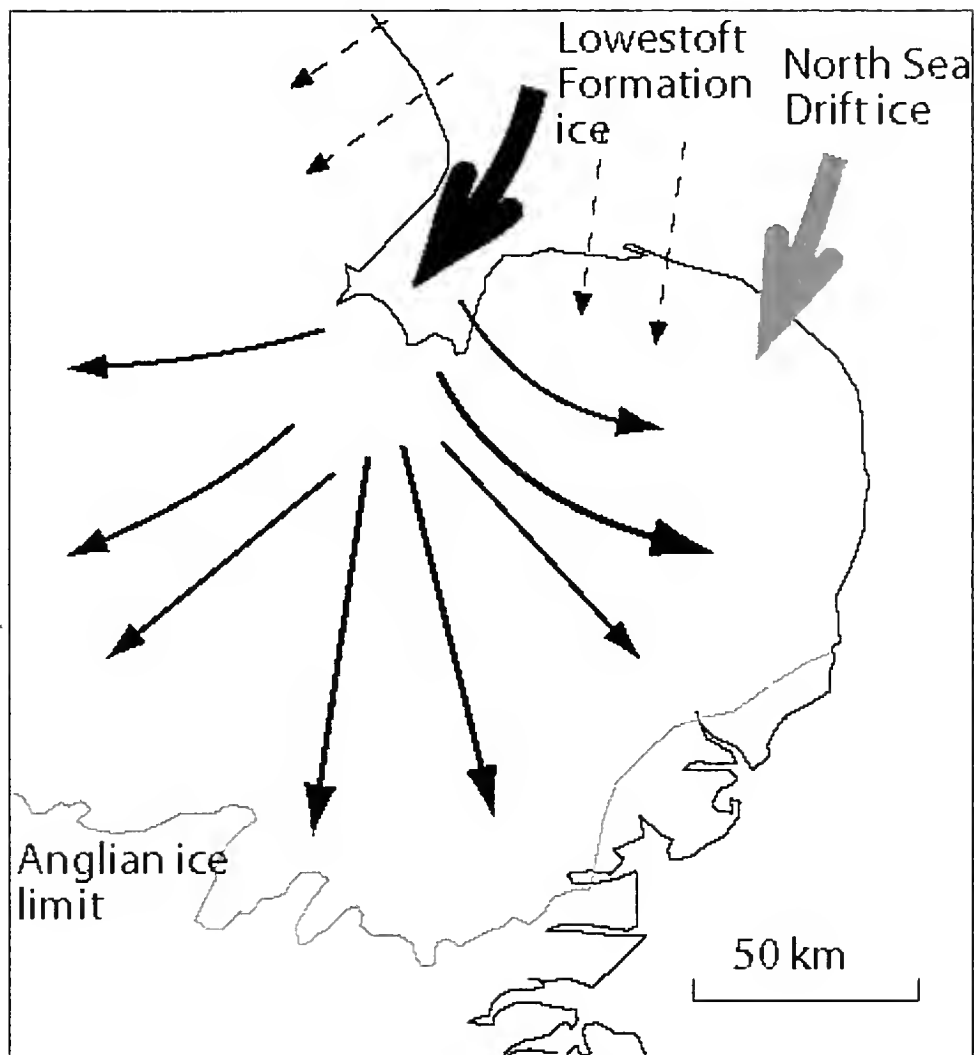 Lowestoft
Formation
ice
North Sea
Drift ice
Anglian ice
limit
50 km